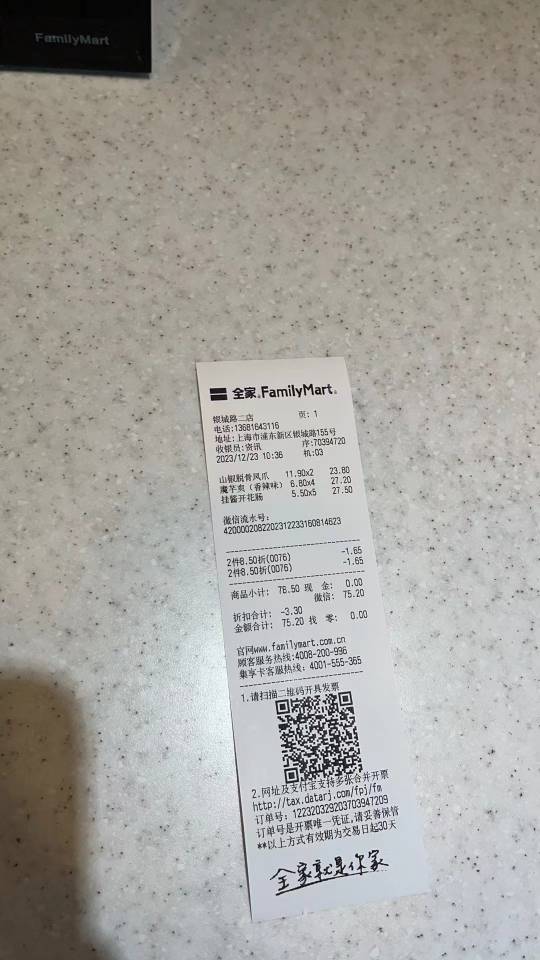 FamilyMart
全家 FamilyMart
银城路二店 页: 1
电话:13681643116
地址:上海市浦东新区银城路155号
收银员:资讯 序:70394720
2023/12/23 10:36 机:03
山椒脱骨凤爪 11.90x2 23.80
魔芋爽(香辣味) 6.80x4 27.20
挂酱开花肠 5.50x5 27.50
微信流水号:
4200002082202312233160814623
2件8.50折(0076) -1.65
2件8.50折(0076) -1.65
商品小计: 78.50 现 金: 0.00
微信: 75.20
折扣合计: -3.30
金额合计: 75.20 找 零: 0.00
官网www.familymart.com.cn
顾客服务热线:4008-200-996
集享卡客服热线: 4001-555-365
1.请扫描二维码开具发票
2.网址及支付宝支持多张合并开票
http://tax.datarj.com/fpj/fm
订单号: 122320329203703947209
订单号是开票唯一凭证,请妥善保管
**以上方式有效期为交易日起30天
全家就是你家